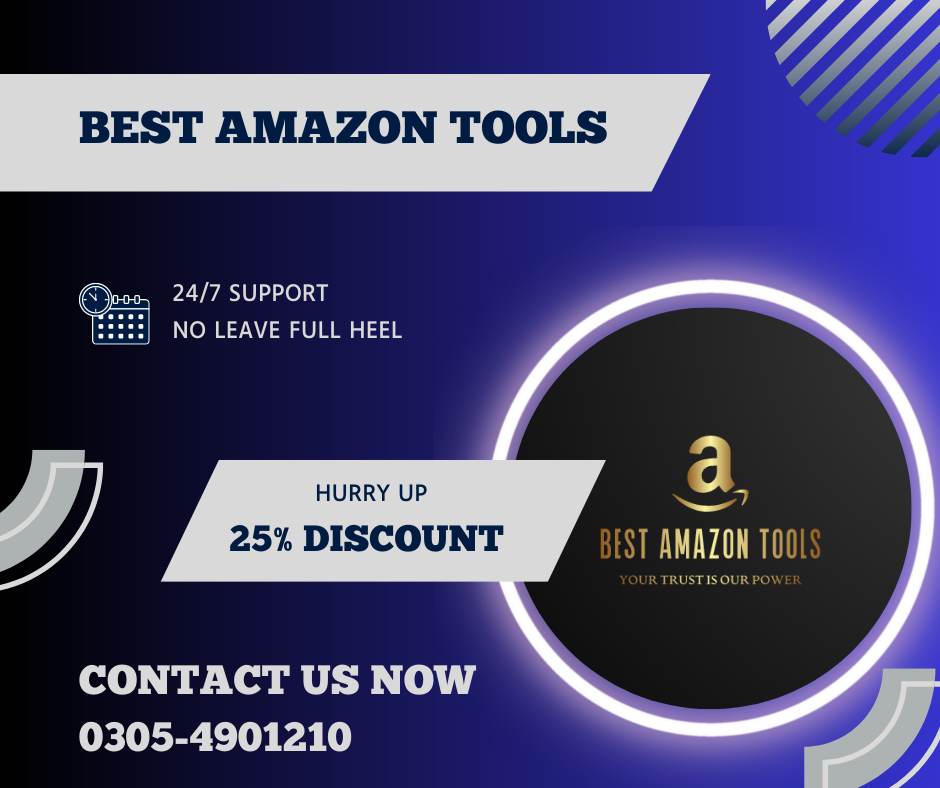 BEST AMAZON TOOLS
24/7 SUPPORT
NO LEAVE FULL HEEL
HURRY UP
25% DISCOUNT
a
BEST AMAZON TOOLS
YOUR TRUST IS OUR POWER
CONTACT US NOW
0305-4901210